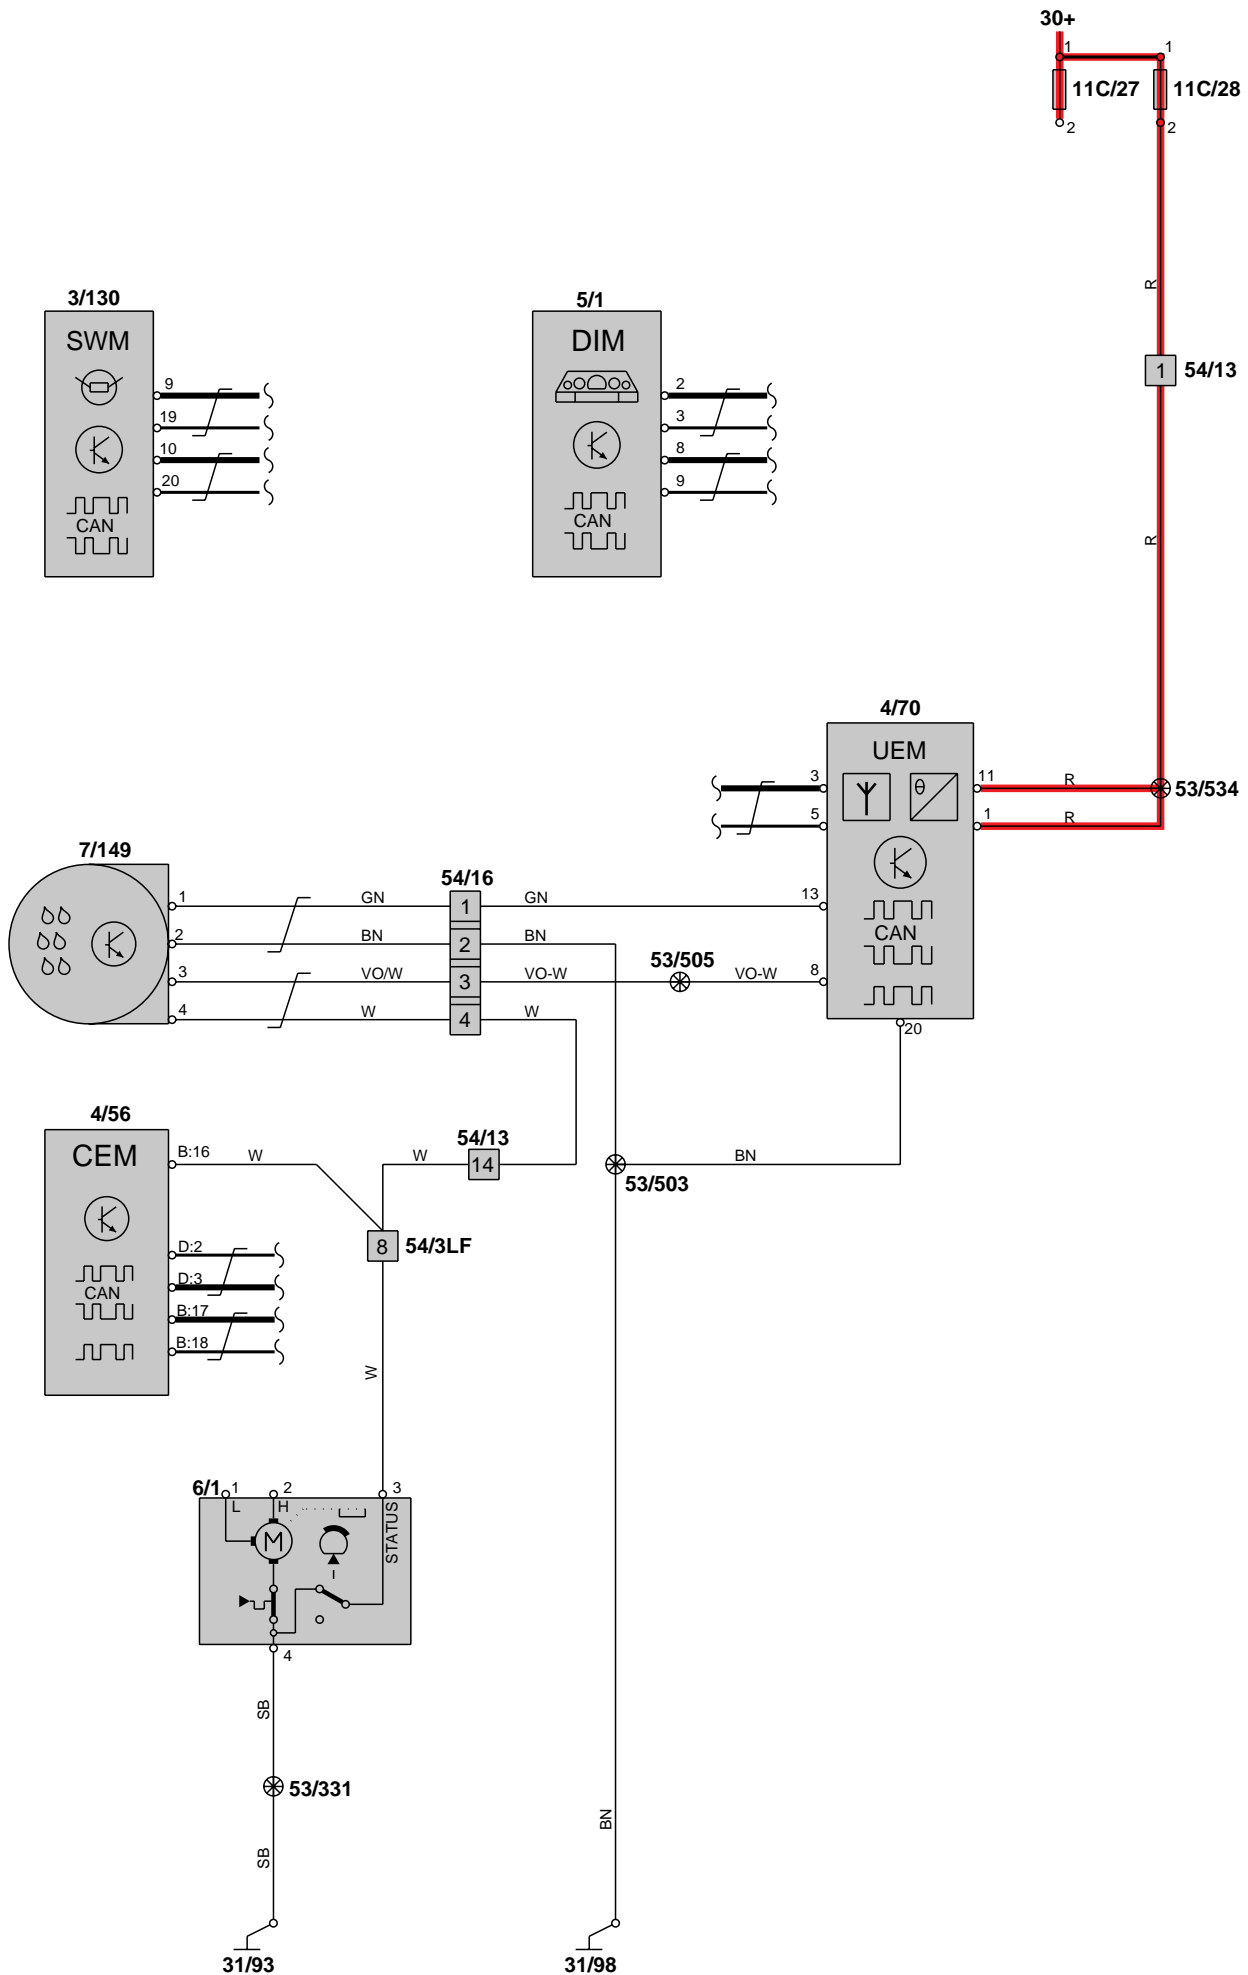 30+
1 1
11C/27 11C/28
2 2
R
3/130 5/1
SWM DIM
1 54/13
9 2
19 3
10 8
20 9
CAN CAN
R
4/70
UEM
3 θ 11 R 53/534
5 1 R
7/149
54/16
1 GN 1 GN 13
CAN
2 BN 2 BN
53/505
3 VO/W 3 VO-W VO-W 8
4 W 4 W
20
4/56
54/13
CEM B:16 W W 14 BN
53/503
8 54/3LF
D:2
D:3
CAN
B:17
B:18
W
6/1 1 2 3
L H STATUS
M
4
SB
53/331
BN
SB
31/93 31/98